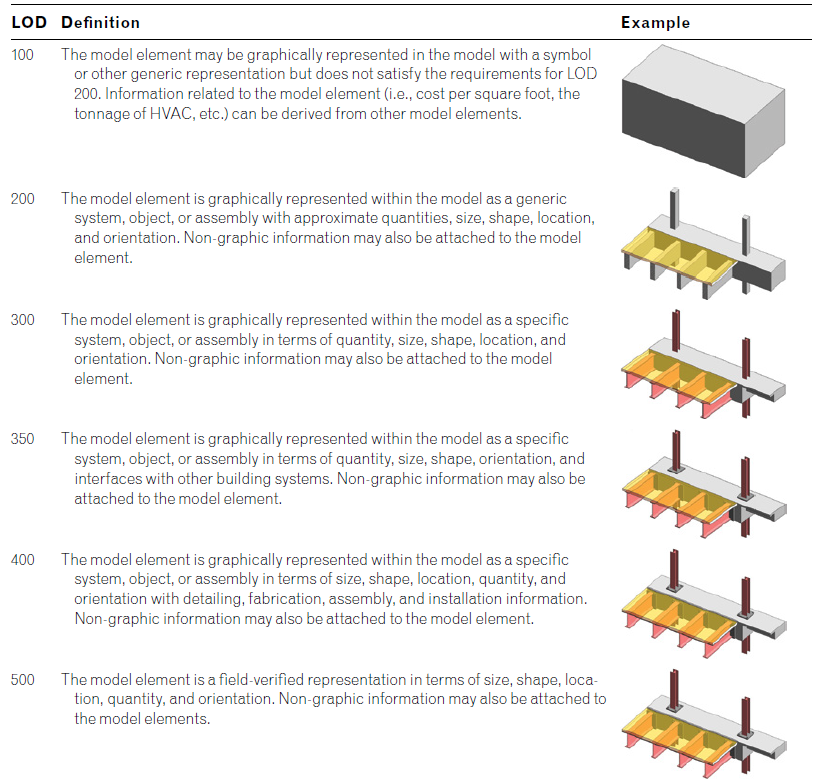 LOD Definition Example
100 The model element may be graphically represented in the model with a symbol
or other generic representation but does not satisfy the requirements for LOD
200. Information related to the model element (i.e., cost per square foot, the
tonnage of HVAC, etc.) can be derived from other model elements.
200 The model element is graphically represented within the model as a generic
system, object, or assembly with approximate quantities, size, shape, location,
and orientation. Non-graphic information may also be attached to the model
element.
300 The model element is graphically represented within the model as a specific
system, object, or assembly in terms of quantity, size, shape, location, and
orientation. Non-graphic information may also be attached to the model
element.
350 The model element is graphically represented within the model as a specific
system, object, or assembly in terms of quantity, size, shape, orientation, and
interfaces with other building systems. Non-graphic information may also be
attached to the model element.
400 The model element is graphically represented within the model as a specific
system, object, or assembly in terms of size, shape, location, quantity, and
orientation with detailing, fabrication, assembly, and installation information.
Non-graphic information may also be attached to the model element.
500 The model element is a field-verified representation in terms of size, shape, loca-
tion, quantity, and orientation. Non-graphic information may also be attached to
the model elements.